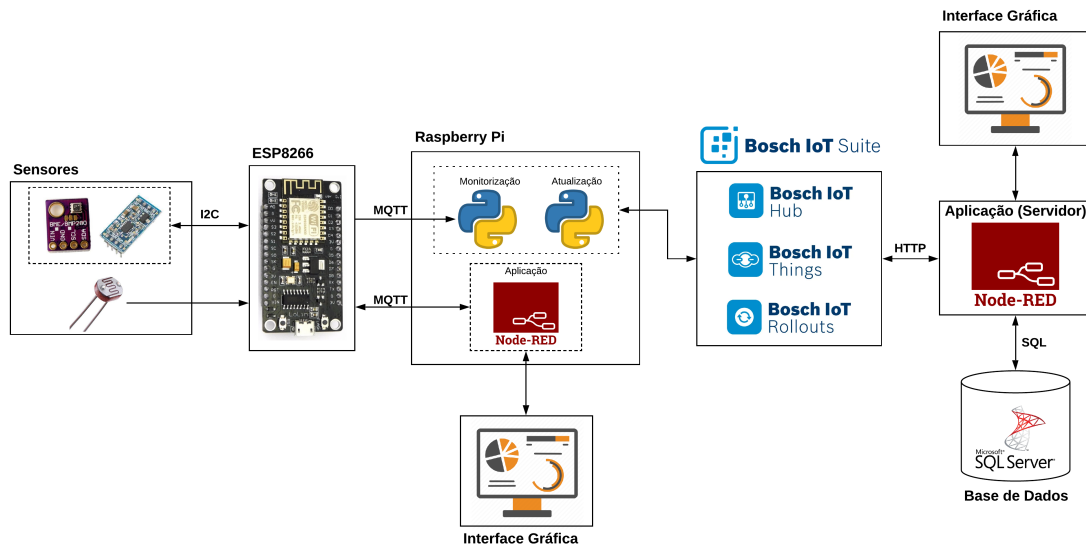 Interface Gráfica
Bosch IoT Suite
Raspberry Pi
ESP8266
Sensores
Monitorização
Atualização
I2C
MQTT
Bosch IoT
Hub
Aplicação (Servidor)
HTTP
Bosch IoT
Things
Aplicação
MQTT
Node-RED
Bosch IoT
Rollouts
Node-RED
SQL
Microsoft
SQL Server
Base de Dados
Interface Gráfica